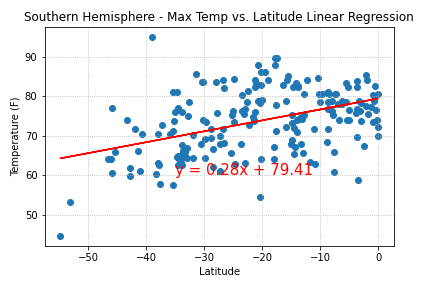 Southern Hemisphere - Max Temp vs. Latitude Linear Regression
Temperature (F)
90
80
70
60
50
y = 0.28x + 79.41
−50
−40
−30
−20
−10
0
Latitude